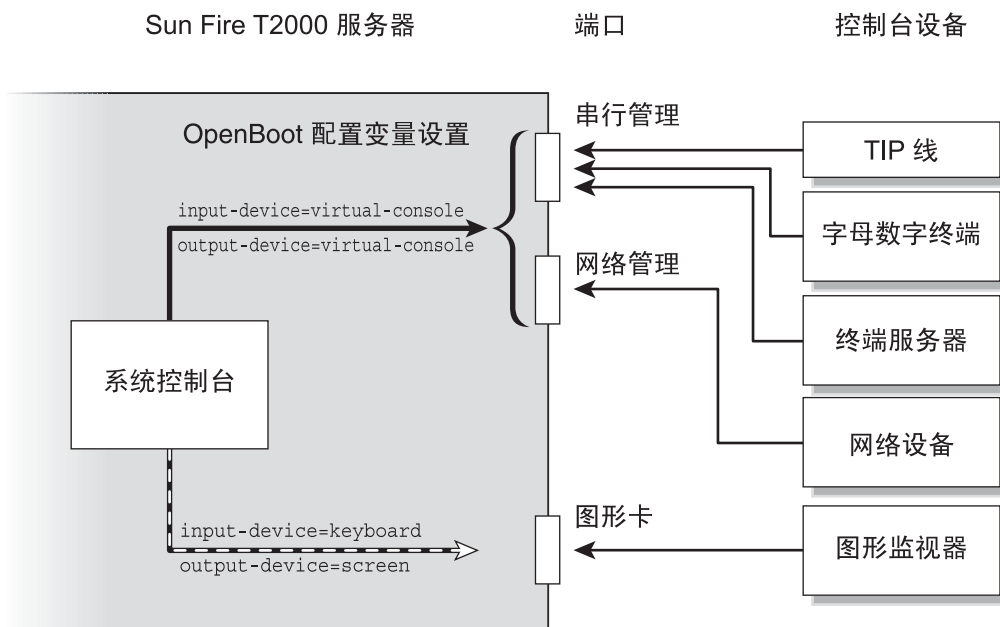 Sun Fire T2000 服务器
端口
控制台设备
OpenBoot 配置变量设置
串行管理
TIP 线
input-device=virtual-console
output-device=virtual-console
字母数字终端
网络管理
终端服务器
系统控制台
网络设备
图形卡
input-device=keyboard
output-device=screen
图形监视器